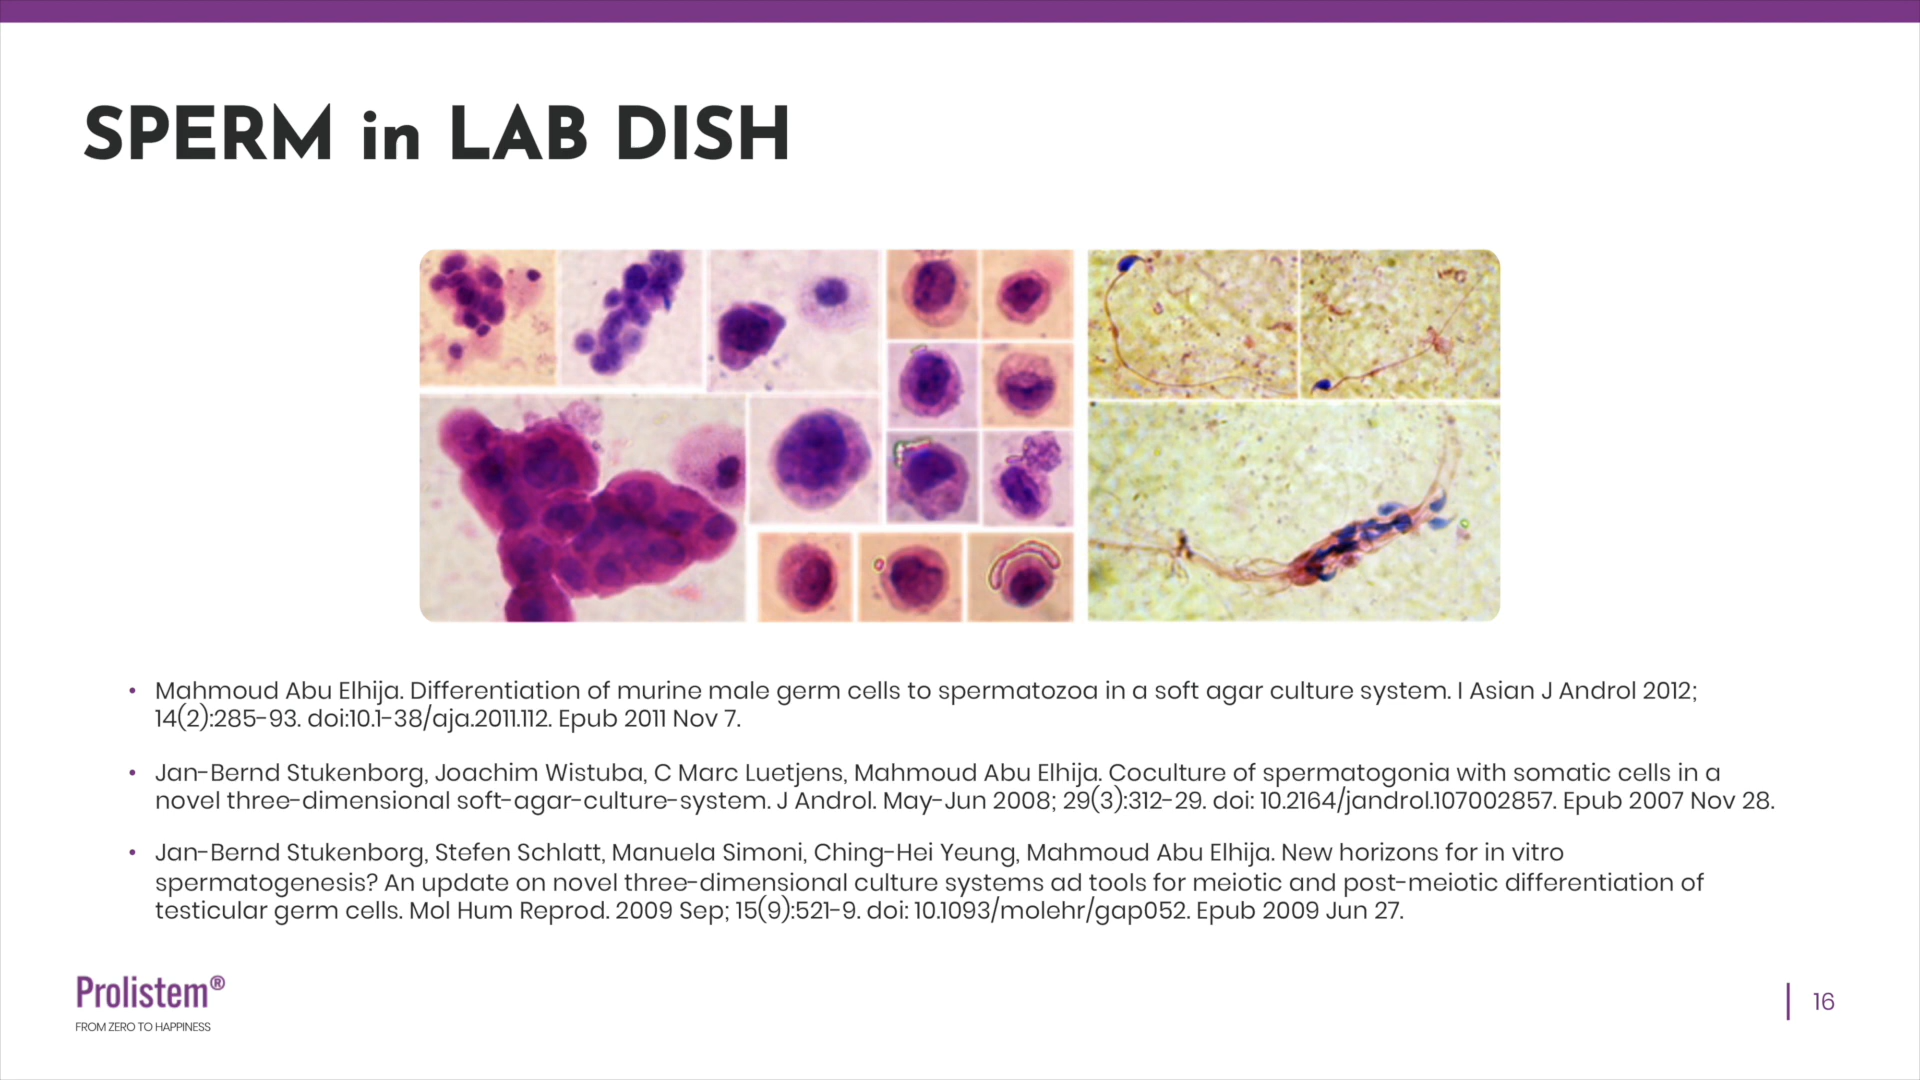 SPERM in LAB DISH
• Mahmoud Abu Elhija. Differentiation of murine male germ cells to spermatozoa in a soft agar culture system. I Asian J Androl 2012;
14(2):285-93. doi:10.1-38/aja.2011.112. Epub 2011 Nov 7.
• Jan-Bernd Stukenborg, Joachim Wistuba, C Marc Luetjens, Mahmoud Abu Elhija. Coculture of spermatogonia with somatic cells in a
novel three-dimensional soft-agar-culture-system. J Androl. May-Jun 2008; 29(3):312-29. doi: 10.2164/jandrol.107002857. Epub 2007 Nov 28.
• Jan-Bernd Stukenborg, Stefen Schlatt, Manuela Simoni, Ching-Hei Yeung, Mahmoud Abu Elhija. New horizons for in vitro
spermatogenesis? An update on novel three-dimensional culture systems ad tools for meiotic and post-meiotic differentiation of
testicular germ cells. Mol Hum Reprod. 2009 Sep; 15(9):521-9. doi: 10.1093/molehr/gap052. Epub 2009 Jun 27.
Prolistem®
FROM ZERO TO HAPPINESS
16